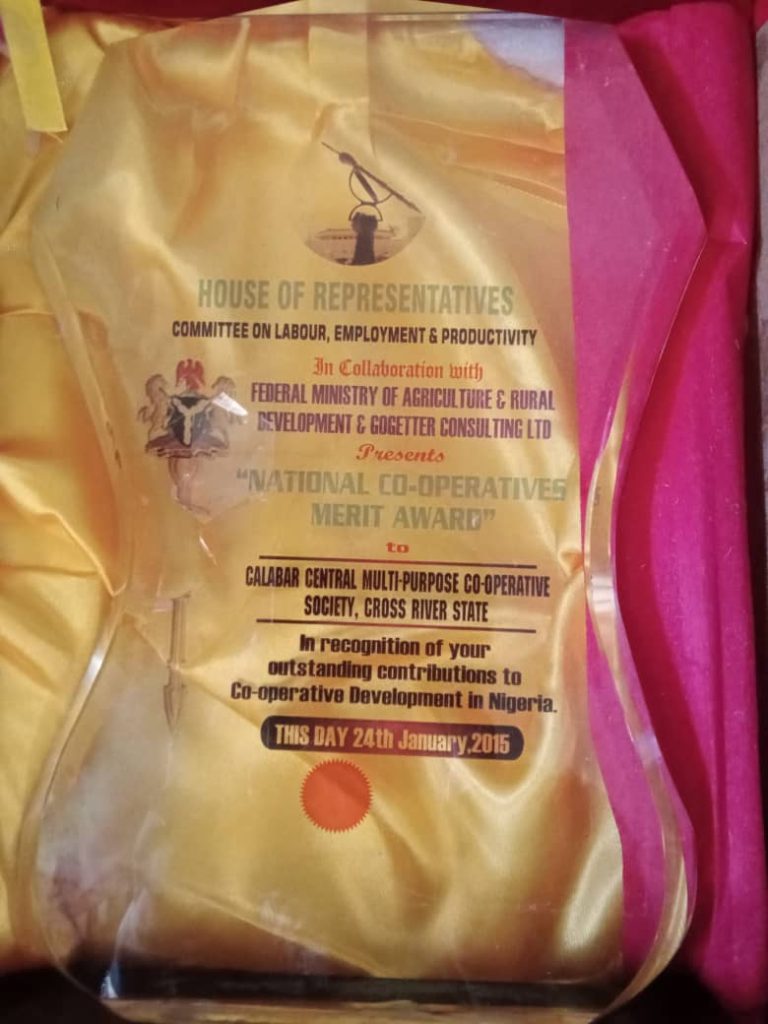 HOUSE OF REPRESENTATIVES
COMMITTEE ON LABOUR, EMPLOYMENT & PRODUCTIVITY
In Collaboration with
FEDERAL MINISTRY OF AGRICULTURE & RURAL
DEVELOPMENT & GOGETTER CONSULTING LTD
Presents
"NATIONAL CO-OPERATIVES
MERIT AWARD"
to
CALABAR CENTRAL MULTI-PURPOSE CO-OPERATIVE
SOCIETY, CROSS RIVER STATE
In recognition of your
outstanding contributions to
Co-operative Development in Nigeria.
THIS DAY 24th January,2015